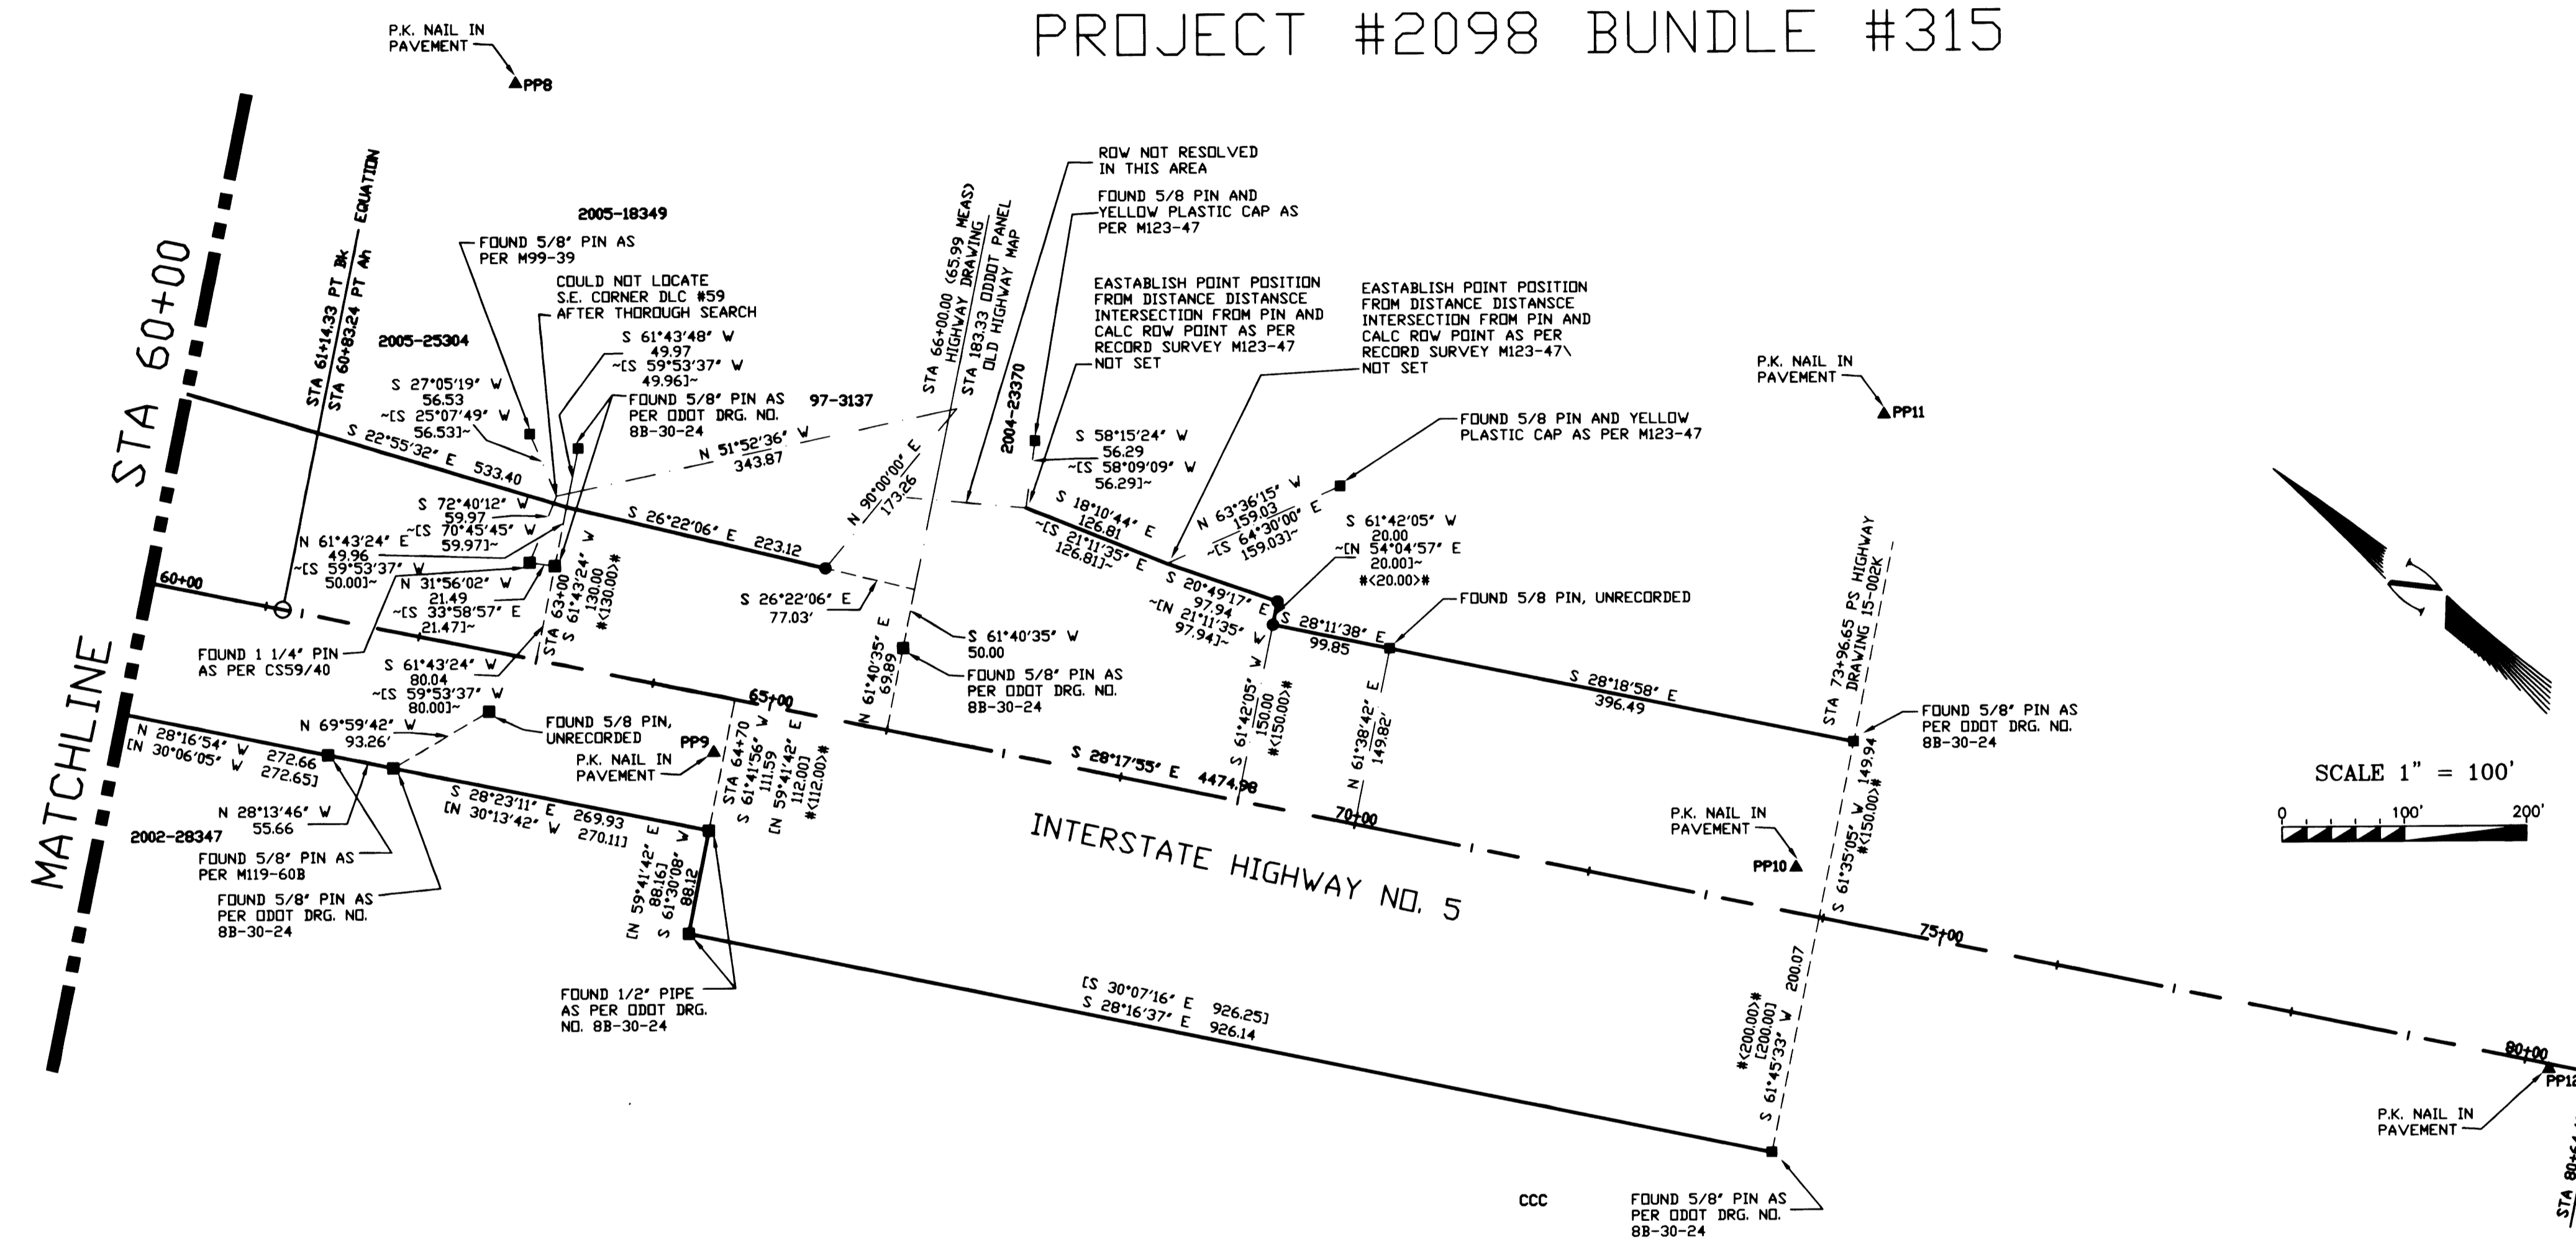 PROJECT #2098 BUNDLE #315
P.K. NAIL IN
PAVEMENT
PP8
STA 60+00
MATCHLINE
STA 61+14.33 PT Bk
STA 60+83.24 PT Ah
EQUATION
2005-18349
FOUND 5/8" PIN AS
PER M99-39
COULD NOT LOCATE
S.E. CORNER DLC #59
AFTER THOROUGH SEARCH
2005-25304
S 61°43'48" W
49.97
~[S 59°53'37" W
49.96]~
S 27°05'19" W
56.53
~[S 25°07'49" W
56.53]~
FOUND 5/8" PIN AS
PER ODOT DRG. NO.
8B-30-24
97-3137
S 22°55'32" E 533.40
N 51°52'36" W
343.87
S 72°40'12" W
59.97
~[S 70°45'45" W
59.97]~
N 61°43'24" E
49.96
~[S 59°53'37" W
50.00]~
N 31°56'02" W
21.49
~[S 33°58'57" E
21.47]~
60+00
STA 63+00
S 61°43'24" W
130.00
#<130.00>#
S 26°22'06" E 223.12
FOUND 1 1/4" PIN
AS PER CS59/40
S 61°43'24" W
80.04
~[S 59°53'37" W
80.00]~
STA 66+00.00 (65.99 MEAS)
HIGHWAY DRAWING
STA 183.33 ODDOT PANEL
OLD HIGHWAY MAP
N 90°00'00" E
173.26
S 26°22'06" E
77.03'
N 61°40'35" E
69.89
S 61°40'35" W
50.00
FOUND 5/8" PIN AS
PER ODOT DRG. NO.
8B-30-24
ROW NOT RESOLVED
IN THIS AREA
FOUND 5/8 PIN AND
YELLOW PLASTIC CAP AS
PER M123-47
EASTABLISH POINT POSITION
FROM DISTANCE DISTANSCE
INTERSECTION FROM PIN AND
CALC ROW POINT AS PER
RECORD SURVEY M123-47
NOT SET
EASTABLISH POINT POSITION
FROM DISTANCE DISTANSCE
INTERSECTION FROM PIN AND
CALC ROW POINT AS PER
RECORD SURVEY M123-47\
NOT SET
2004-23370
S 58°15'24" W
56.29
~[S 58°09'09" W
56.29]~
FOUND 5/8 PIN AND YELLOW
PLASTIC CAP AS PER M123-47
S 18°10'44" E
126.81
~[S 21°11'35" E
126.81]~
N 63°36'15" W
159.03
~[S 64°30'00" E
159.03]~
S 61°42'05" W
20.00
~[N 54°04'57" E
20.00]~
#<20.00>#
S 20°49'17" E
97.94
~[N 21°11'35" W
97.94]~
FOUND 5/8 PIN, UNRECORDED
S 28°11'38" E
99.85
S 28°18'58" E
396.49
S 61°42'05" W E
150.00
#<150.00>#
N 61°38'42" E
149.82'
P.K. NAIL IN
PAVEMENT
PP11
STA 73+96.65 PS HIGHWAY
DRAWING 15-002K
FOUND 5/8" PIN AS
PER ODOT DRG. NO.
8B-30-24
S 61°35'05" W 149.94
#<150.00>#
SCALE 1" = 100'
0 100' 200'
N 28°16'54" W 272.66
[N 30°06'05" W 272.65]
N 69°59'42" W
93.26'
FOUND 5/8 PIN,
UNRECORDED
PP9
P.K. NAIL IN
PAVEMENT
65+00
STA 64+70
S 61°41'56" W
111.59
[N 59°41'42" E
112.00]
#<112.00>#
N 28°13'46" W
55.66
2002-28347
FOUND 5/8" PIN AS
PER M119-60B
FOUND 5/8" PIN AS
PER ODOT DRG. NO.
8B-30-24
S 28°23'11" E 269.93
[N 30°13'42" W 270.11]
[N 59°41'42" E
88.16]
S 61°30'08" W
88.12
FOUND 1/2" PIPE
AS PER ODOT DRG.
NO. 8B-30-24
S 28°17'55" E 4474.98
70+00
INTERSTATE HIGHWAY NO. 5
P.K. NAIL IN
PAVEMENT
PP10
75+00
[S 30°07'16" E 926.25]
S 28°16'37" E 926.14
#<200.00>#
[200.00]
S 61°45'33" W 200.07
CCC
FOUND 5/8" PIN AS
PER ODOT DRG. NO.
8B-30-24
80+00
PP12
P.K. NAIL IN
PAVEMENT